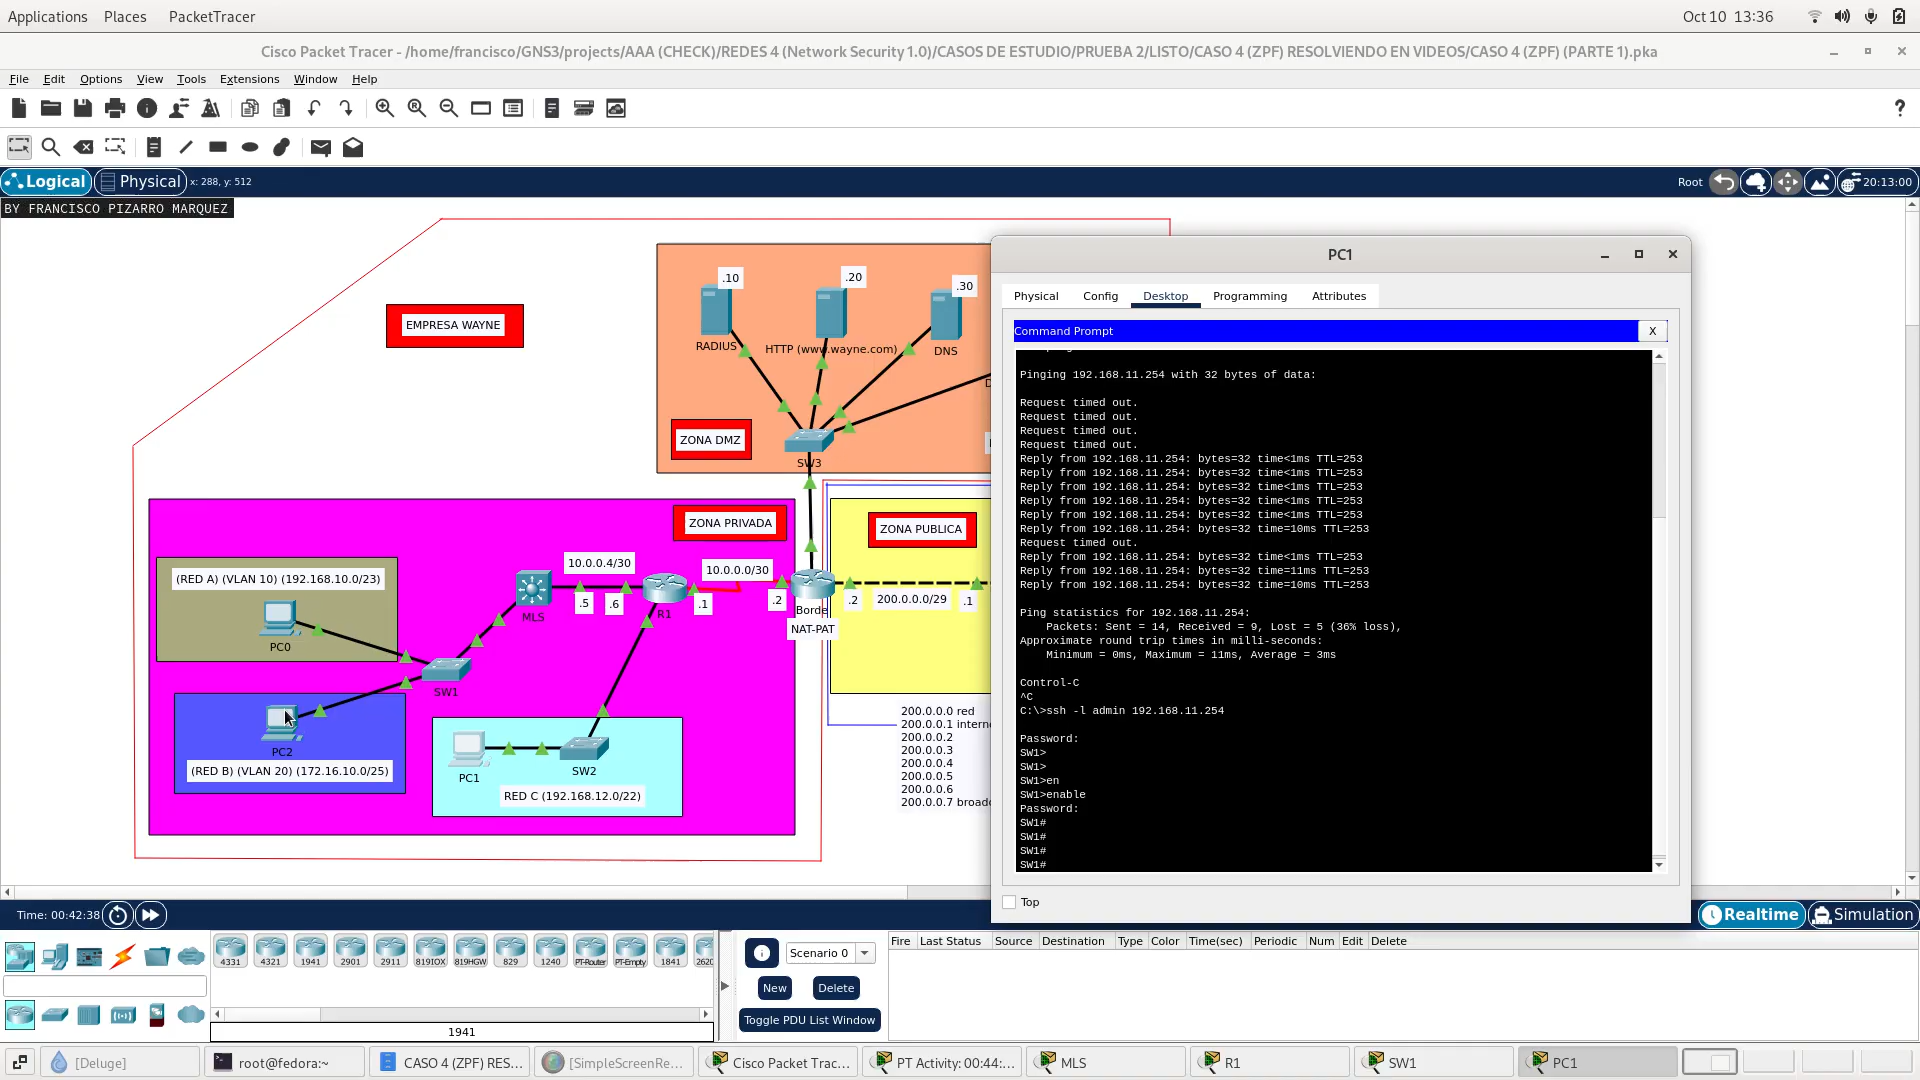 Applications Places PacketTracer Oct 10 13:36
Cisco Packet Tracer - /home/francisco/GNS3/projects/AAA (CHECK)/REDES 4 (Network Security 1.0)/CASOS DE ESTUDIO/PRUEBA 2/LISTO/CASO 4 (ZPF) RESOLVIENDO EN VIDEOS/CASO 4 (ZPF) (PARTE 1).pka
File Edit Options View Tools Extensions Window Help
Logical Physical x: 288, y: 512 Root 20:13:00
BY FRANCISCO PIZARRO MARQUEZ
EMPRESA WAYNE
.10
.20
.30
RADIUS
HTTP (www.wayne.com)
DNS
ZONA DMZ
SW3
ZONA PRIVADA
ZONA PUBLICA
(RED A) (VLAN 10) (192.168.10.0/23)
PC0
10.0.0.4/30
10.0.0.0/30
MLS
.5
.6
R1
.1
.2
Borde
NAT-PAT
.2
200.0.0.0/29
.1
SW1
PC2
(RED B) (VLAN 20) (172.16.10.0/25)
PC1
SW2
RED C (192.168.12.0/22)
200.0.0.0 red
200.0.0.1 intern
200.0.0.2
200.0.0.3
200.0.0.4
200.0.0.5
200.0.0.6
200.0.0.7 broad
PC1
Physical Config Desktop Programming Attributes
Command Prompt X
Pinging 192.168.11.254 with 32 bytes of data:
Request timed out.
Request timed out.
Request timed out.
Request timed out.
Reply from 192.168.11.254: bytes=32 time<1ms TTL=253
Reply from 192.168.11.254: bytes=32 time<1ms TTL=253
Reply from 192.168.11.254: bytes=32 time<1ms TTL=253
Reply from 192.168.11.254: bytes=32 time<1ms TTL=253
Reply from 192.168.11.254: bytes=32 time<1ms TTL=253
Reply from 192.168.11.254: bytes=32 time=10ms TTL=253
Request timed out.
Reply from 192.168.11.254: bytes=32 time<1ms TTL=253
Reply from 192.168.11.254: bytes=32 time=11ms TTL=253
Reply from 192.168.11.254: bytes=32 time=10ms TTL=253
Ping statistics for 192.168.11.254:
Packets: Sent = 14, Received = 9, Lost = 5 (36% loss),
Approximate round trip times in milli-seconds:
Minimum = 0ms, Maximum = 11ms, Average = 3ms
Control-C
^C
C:\>ssh -l admin 192.168.11.254
Password:
SW1>
SW1>
SW1>en
SW1>enable
Password:
SW1#
SW1#
SW1#
SW1#
Top
Time: 00:42:38 Realtime Simulation
4331 4321 1941 2901 2911 819IOX 819HGW 829 1240 PT-Router PT-Empty 1841 2620
1941
Scenario 0
New Delete
Toggle PDU List Window
Fire Last Status Source Destination Type Color Time(sec) Periodic Num Edit Delete
[Deluge] root@fedora:~ CASO 4 (ZPF) RES... [SimpleScreenRe... Cisco Packet Trac... PT Activity: 00:44:... MLS R1 SW1 PC1